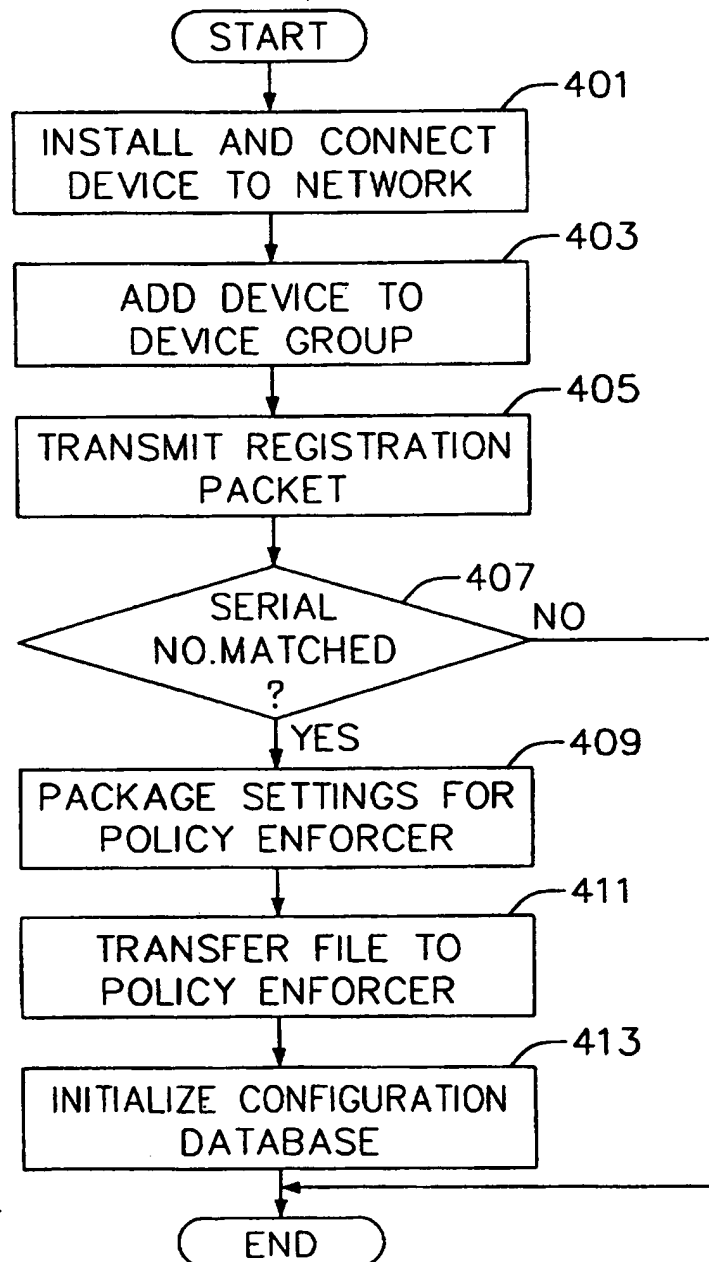 START
401
INSTALL AND CONNECT
DEVICE TO NETWORK
403
ADD DEVICE TO
DEVICE GROUP
405
TRANSMIT REGISTRATION
PACKET
407
SERIAL
NO.MATCHED
?
NO
YES
409
PACKAGE SETTINGS FOR
POLICY ENFORCER
411
TRANSFER FILE TO
POLICY ENFORCER
413
INITIALIZE CONFIGURATION
DATABASE
END